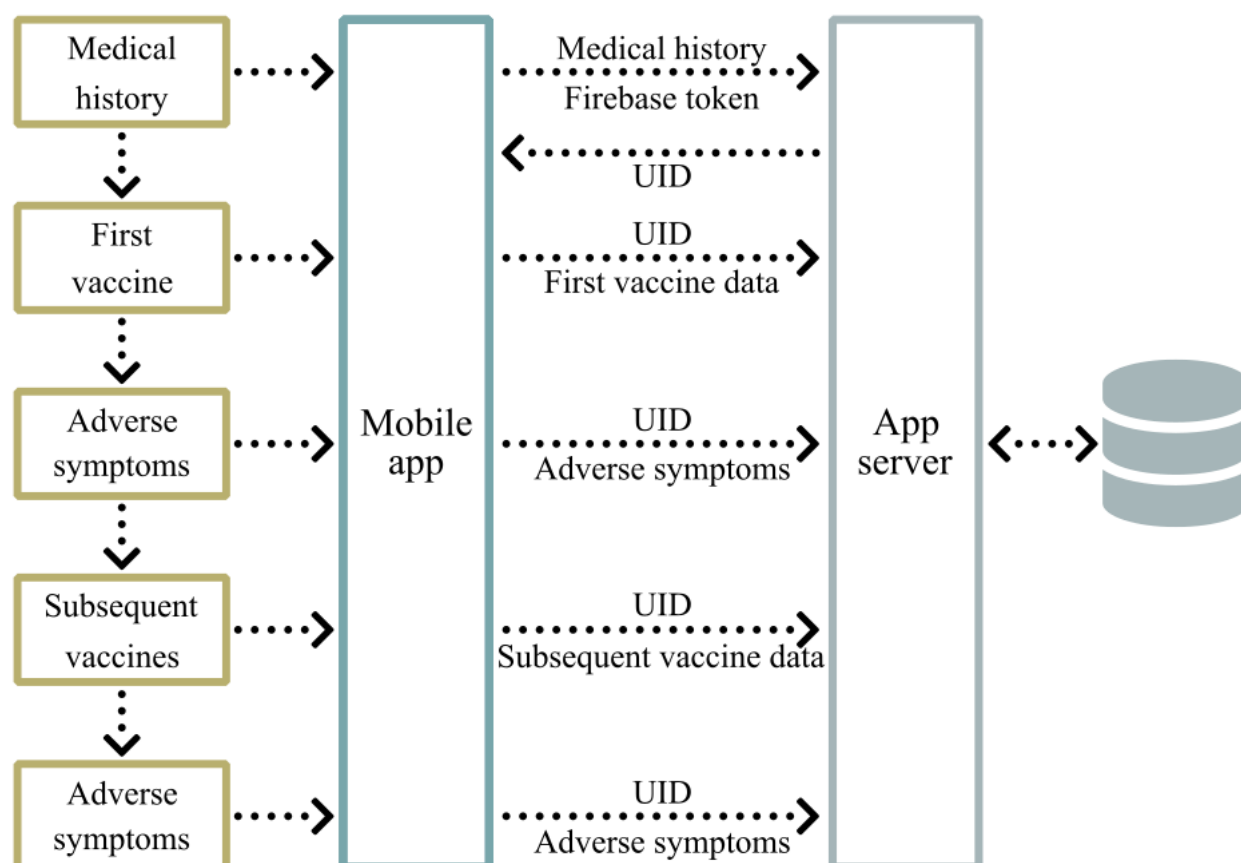 Medical
history
Medical history
Firebase token
UID
First
vaccine
UID
First vaccine data
Adverse
symptoms
Mobile
app
UID
Adverse symptoms
App
server
Subsequent
vaccines
UID
Subsequent vaccine data
Adverse
symptoms
UID
Adverse symptoms